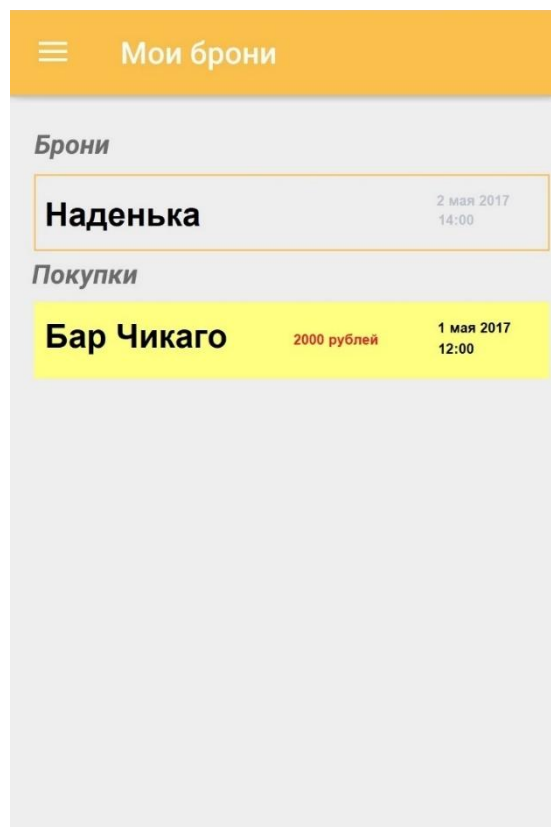 Мои брони
Брони
Наденька
2 мая 2017
14:00
Покупки
Бар Чикаго
2000 рублей
1 мая 2017
12:00